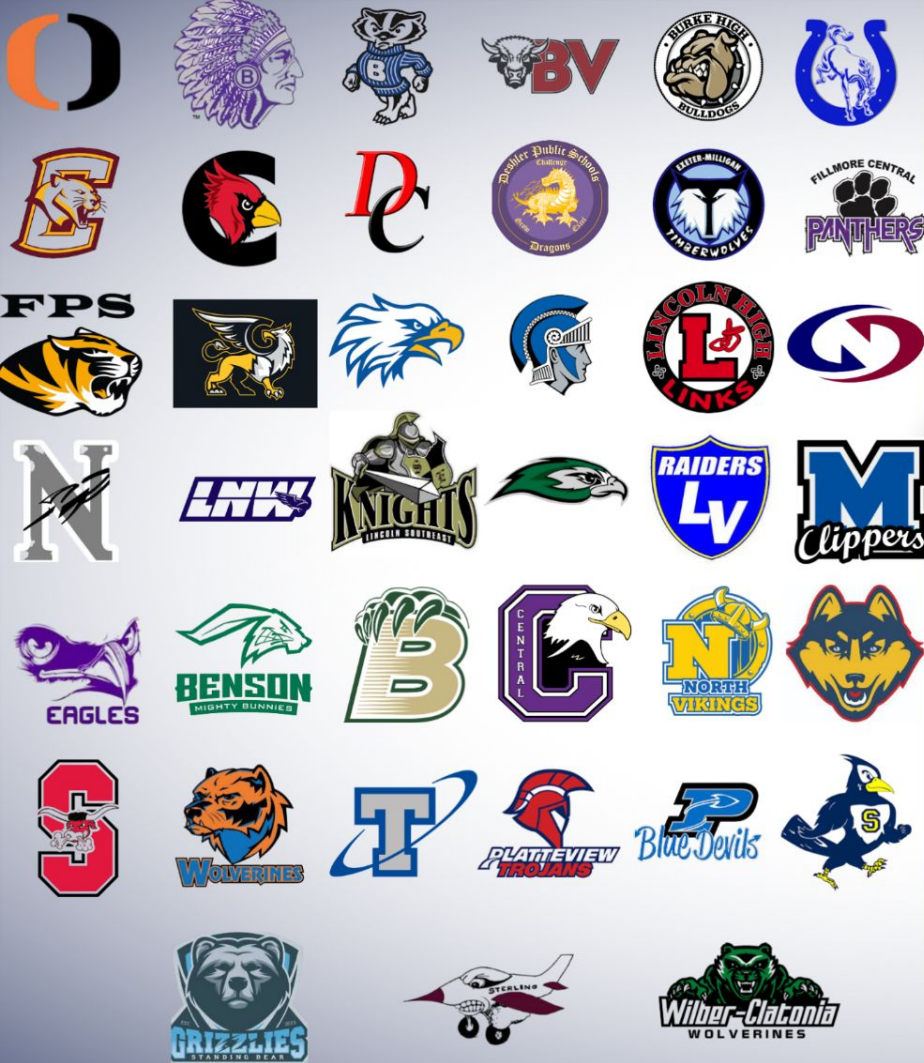 B
B
BV
BURKE HIGH
BULLDOGS
E
C
DC
Deshler Public Schools
Dragons
EXETER-MILLIGAN
T
TIMBERWOLVES
FILLMORE CENTRAL
PANTHERS
FPS
LINCOLN HIGH
L
LINKS
N
LNW
KNIGHTS
LINCOLN SOUTHEAST
RAIDERS
LV
M
Clippers
EAGLES
BENSON
MIGHTY BUNNIES
B
C
CENTRAL
N
NORTH
VIKINGS
S
WOLVERINES
T
PLATTEVIEW
TROJANS
P
Blue Devils
S
GRIZZLIES
STANDING BEAR
STERLING
Wilber-Clatonia
WOLVERINES